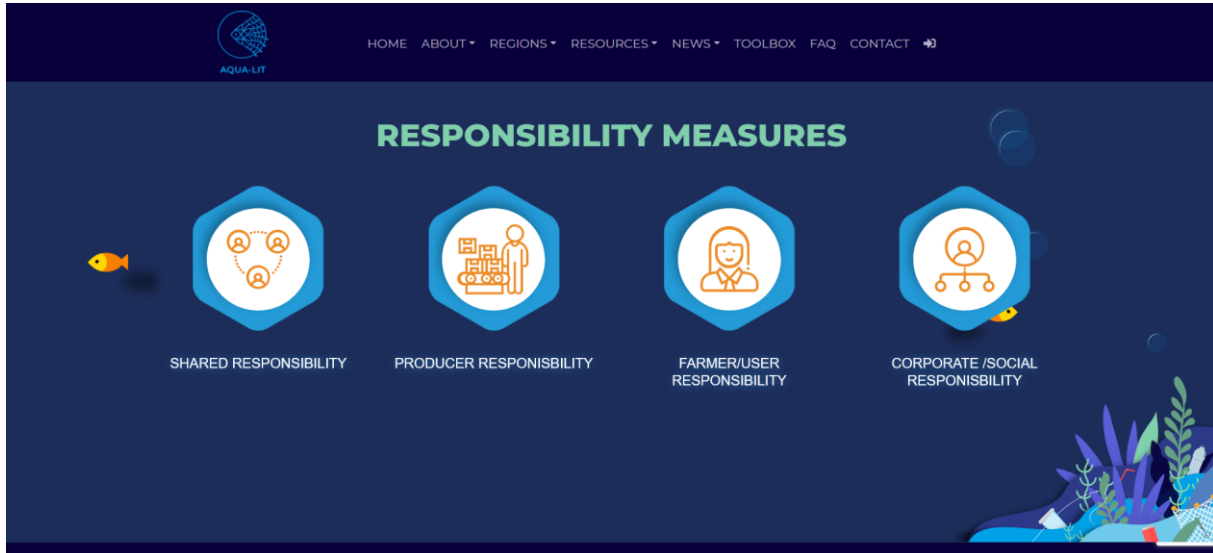 AQUA-LIT
HOME ABOUT REGIONS RESOURCES NEWS TOOLBOX FAQ CONTACT
RESPONSIBILITY MEASURES
SHARED RESPONSIBILITY
PRODUCER RESPONISBILITY
FARMER/USER
RESPONSIBILITY
CORPORATE /SOCIAL
RESPONISBILITY